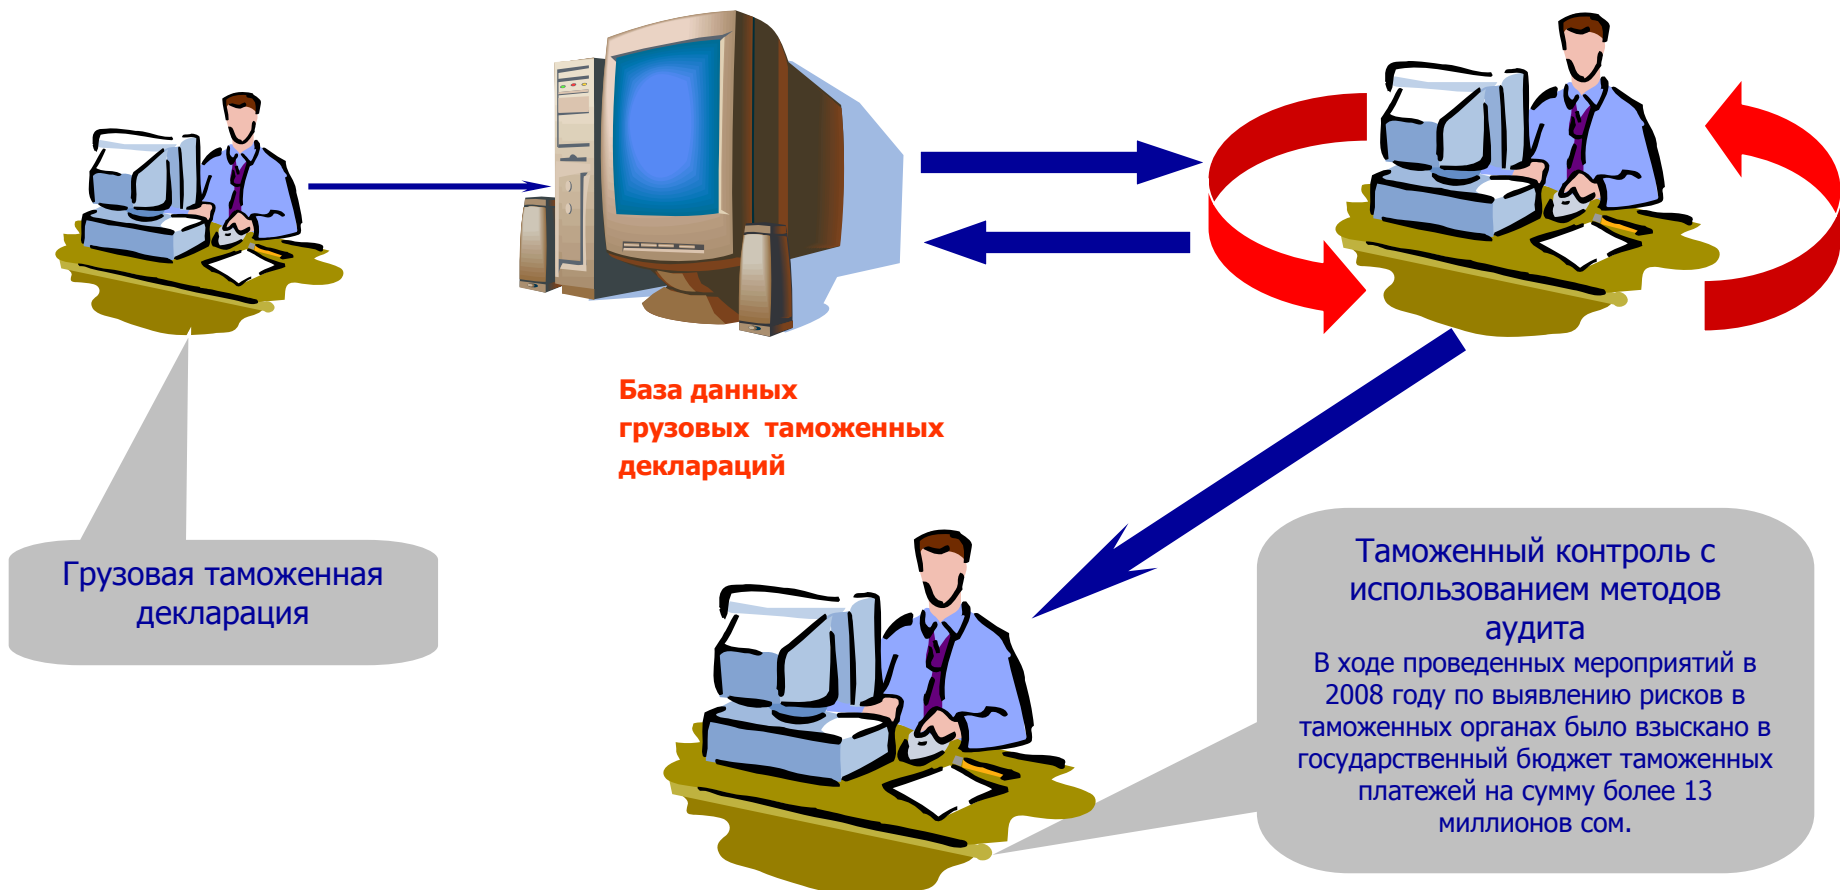 База данных
грузовых таможенных
деклараций
Грузовая таможенная
декларация
Таможенный контроль с
использованием методов
аудита
В ходе проведенных мероприятий в
2008 году по выявлению рисков в
таможенных органах было взыскано в
государственный бюджет таможенных
платежей на сумму более 13
миллионов сом.